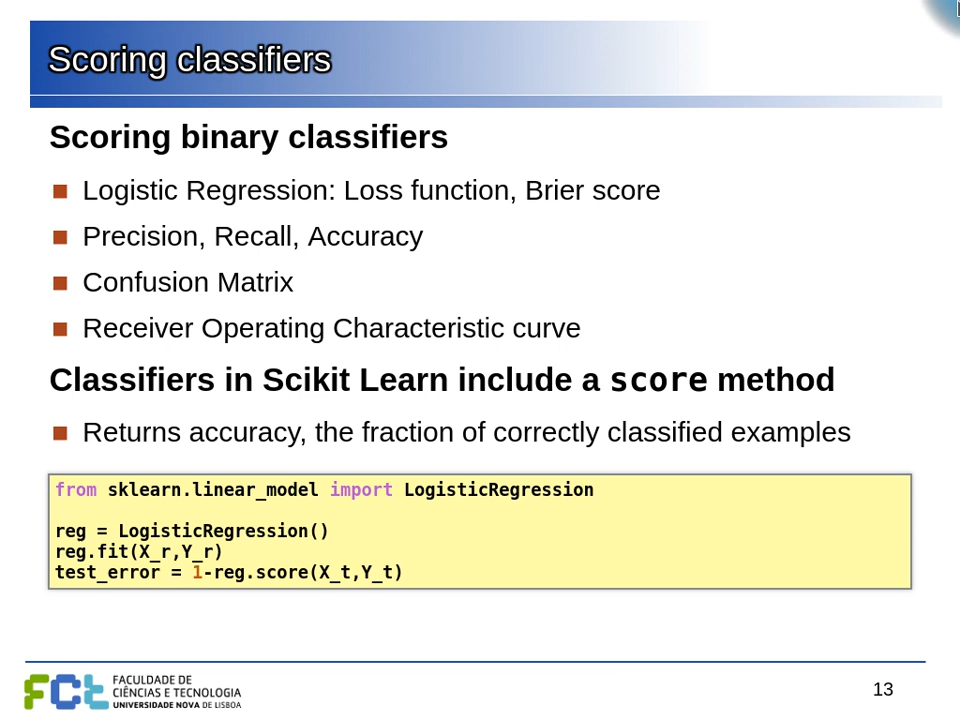 Scoring classifiers
Scoring binary classifiers
Logistic Regression: Loss function, Brier score
Precision, Recall, Accuracy
Confusion Matrix
Receiver Operating Characteristic curve
Classifiers in Scikit Learn include a score method
Returns accuracy, the fraction of correctly classified examples
from sklearn.linear_model import LogisticRegression
reg = LogisticRegression()
reg.fit(X_r,Y_r)
test_error = 1-reg.score(X_t,Y_t)
FCt
FACULDADE DE
CIÊNCIAS E TECNOLOGIA
UNIVERSIDADE NOVA DE LISBOA
13